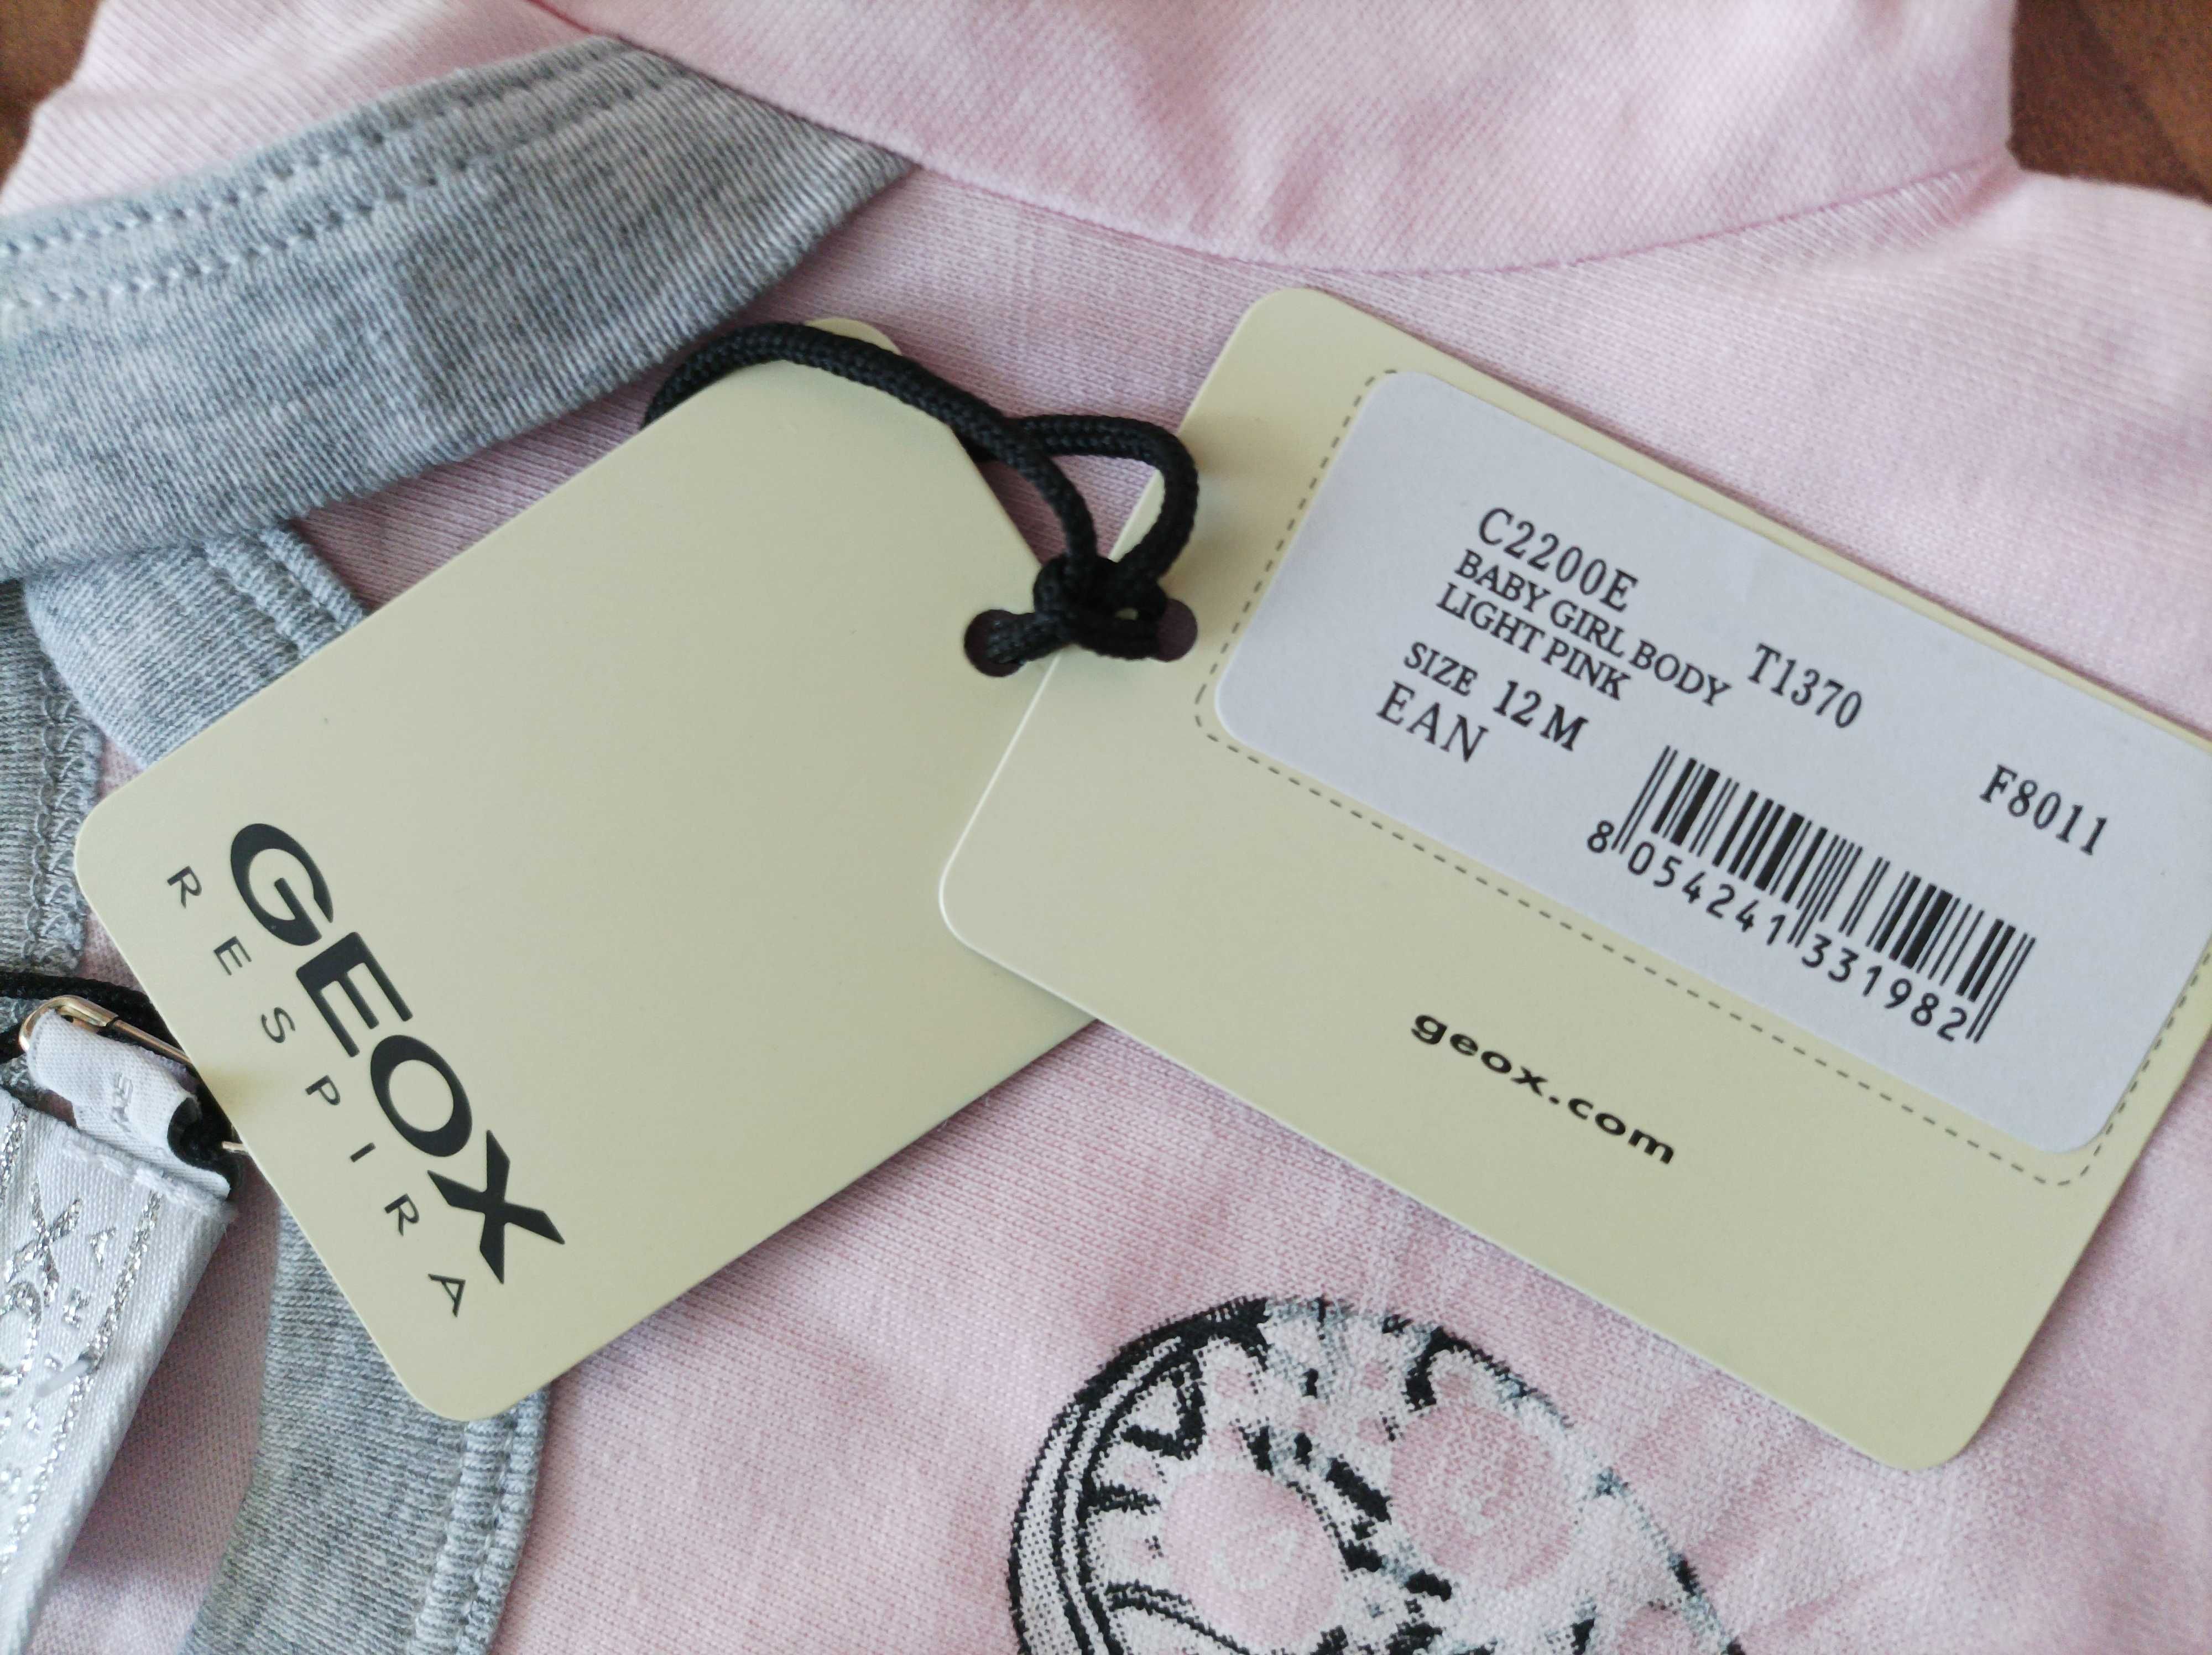 GEOX
RESPIRA
C2200E T1370 F8011
BABY GIRL BODY
LIGHT PINK
SIZE 12 M
EAN
8 054241 331982
geox.com